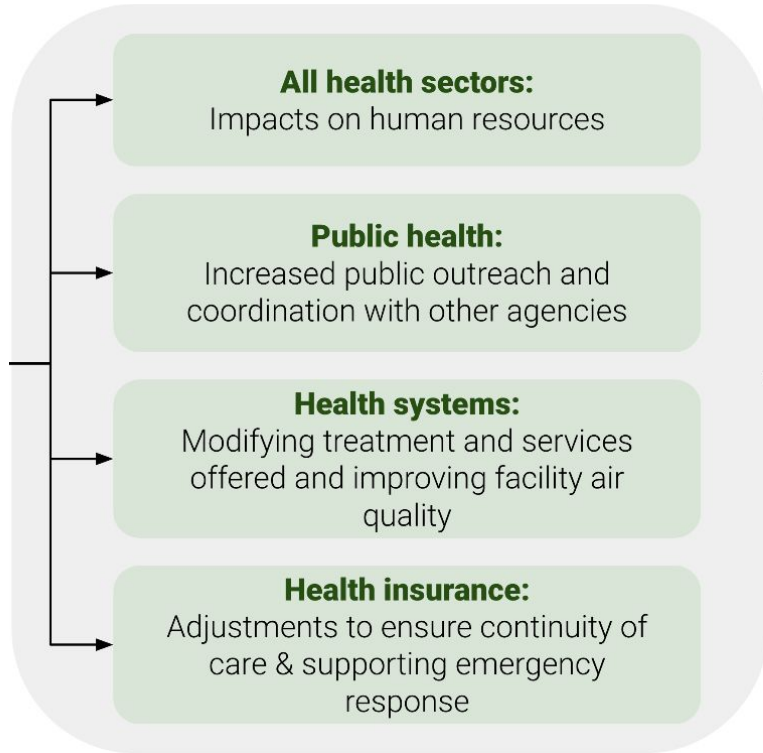 All health sectors:
Impacts on human resources
Public health:
Increased public outreach and
coordination with other agencies
Health systems:
Modifying treatment and services
offered and improving facility air
quality
Health insurance:
Adjustments to ensure continuity of
care & supporting emergency
response